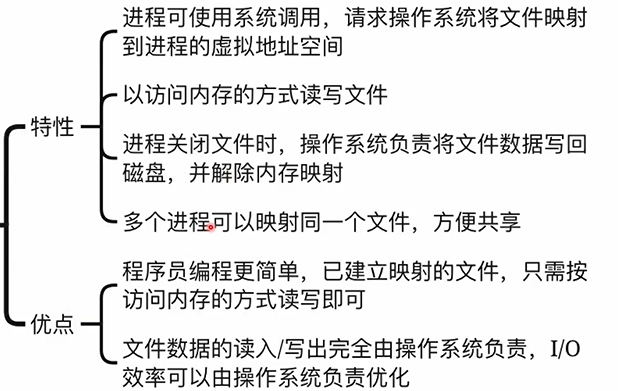 进程可使用系统调用，请求操作系统将文件映射
到进程的虚拟地址空间
以访问内存的方式读写文件
特性
进程关闭文件时，操作系统负责将文件数据写回
磁盘，并解除内存映射
多个进程可以映射同一个文件，方便共享
程序员编程更简单，已建立映射的文件，只需按
访问内存的方式读写即可
优点
文件数据的读入/写出完全由操作系统负责，I/O
效率可以由操作系统负责优化